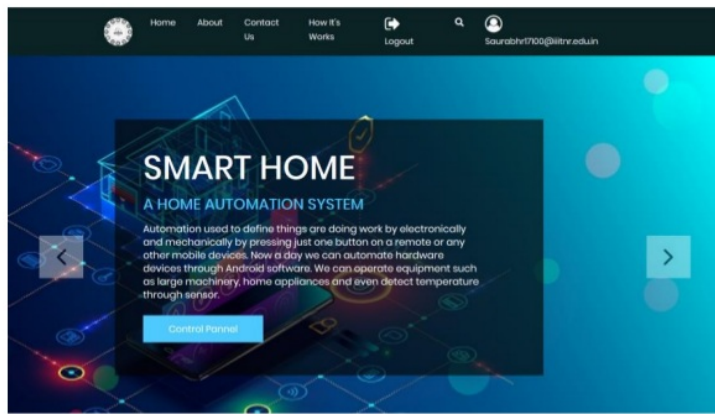 Home About Contact Us How It's Works Logout Saurabhr17100@iiitnr.edu.in
SMART HOME
A HOME AUTOMATION SYSTEM
Automation used to define things are doing work by electronically
and mechanically by pressing just one button on a remote or any
other mobile devices. Now a day we can automate hardware
devices through Android software. We can operate equipment such
as large machinery, home appliances and even detect temperature
through sensor.
Control Pannel